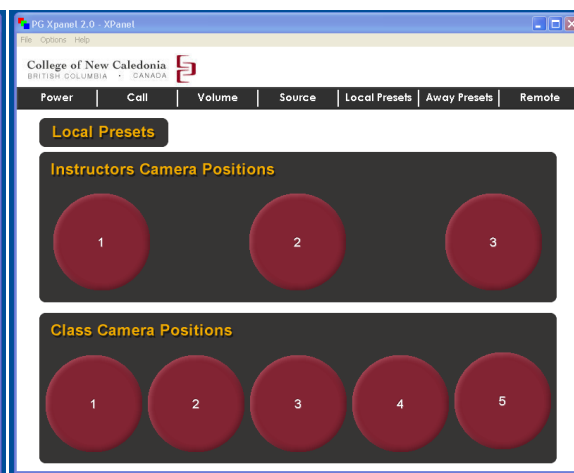 PG Xpanel 2.0 - XPanel
File Options Help
College of New Caledonia
BRITISH COLUMBIA • CANADA
Power Call Volume Source Local Presets Away Presets Remote
Local Presets
Instructors Camera Positions
1 2 3
Class Camera Positions
1 2 3 4 5